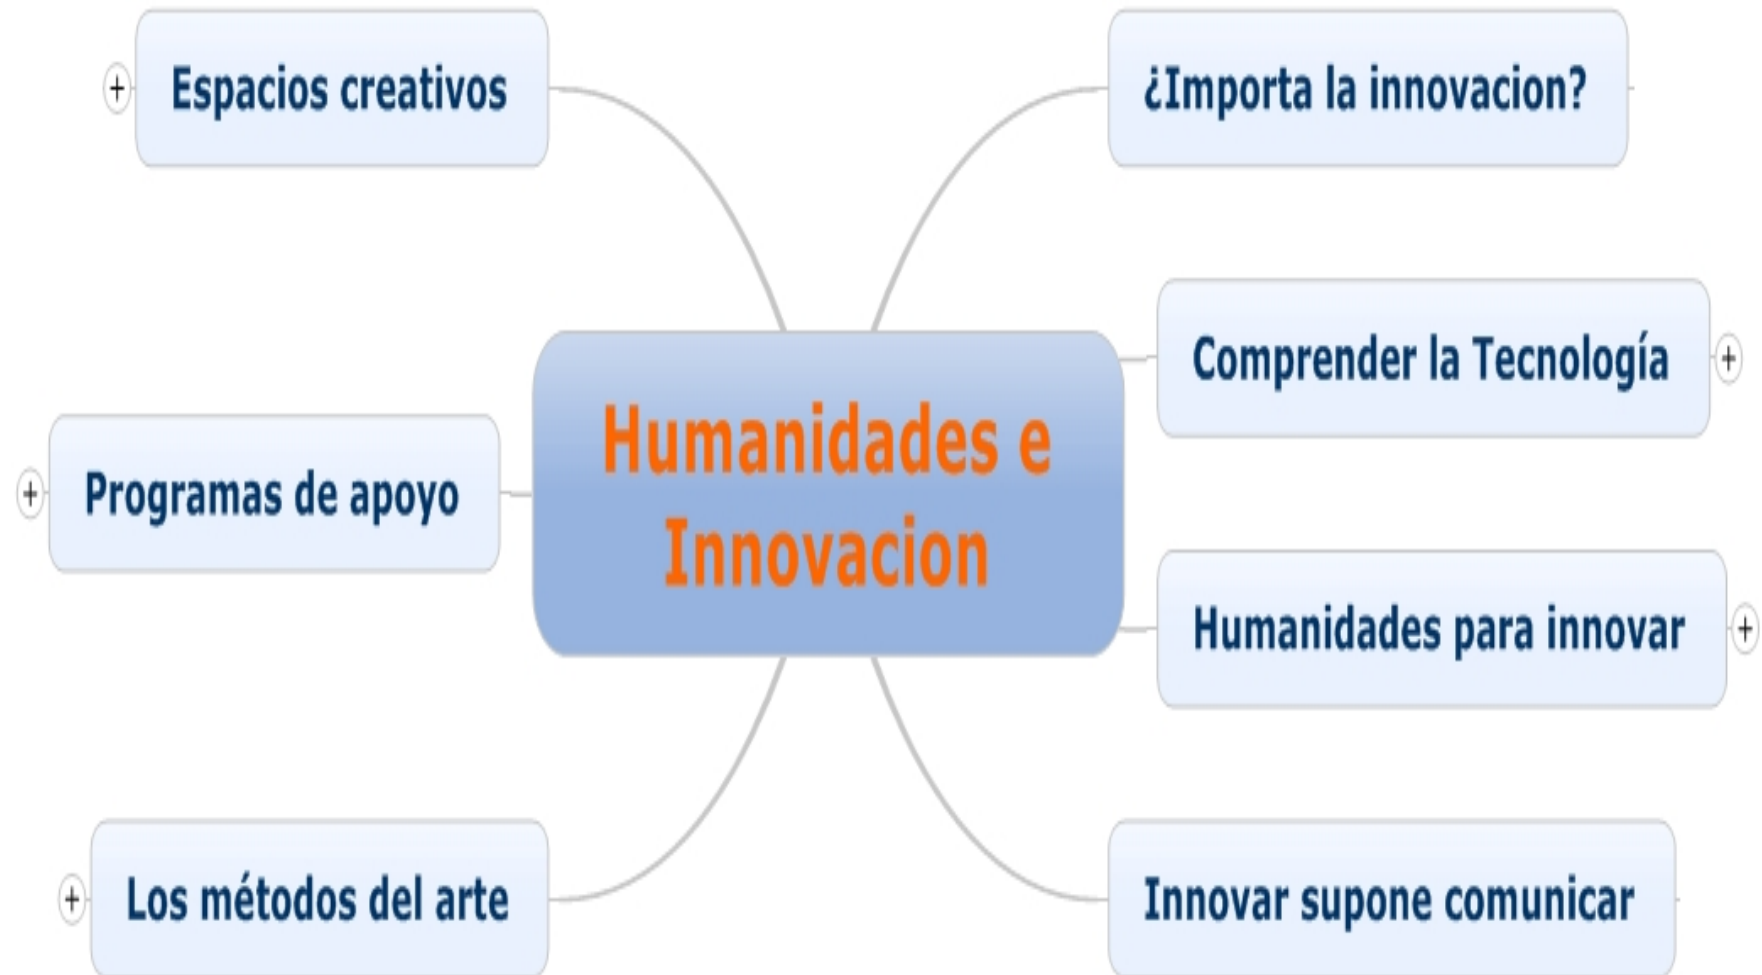 Espacios creativos
¿Importa la innovacion?
Comprender la Tecnología
Humanidades e
Innovacion
Programas de apoyo
Humanidades para innovar
Los métodos del arte
Innovar supone comunicar